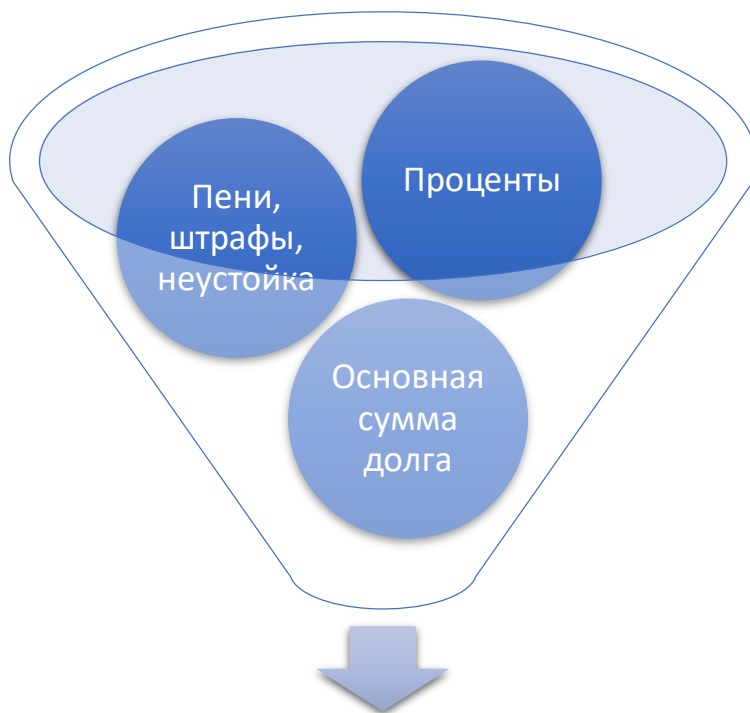 Проценты
Пени,
штрафы,
неустойка
Основная
сумма
долга